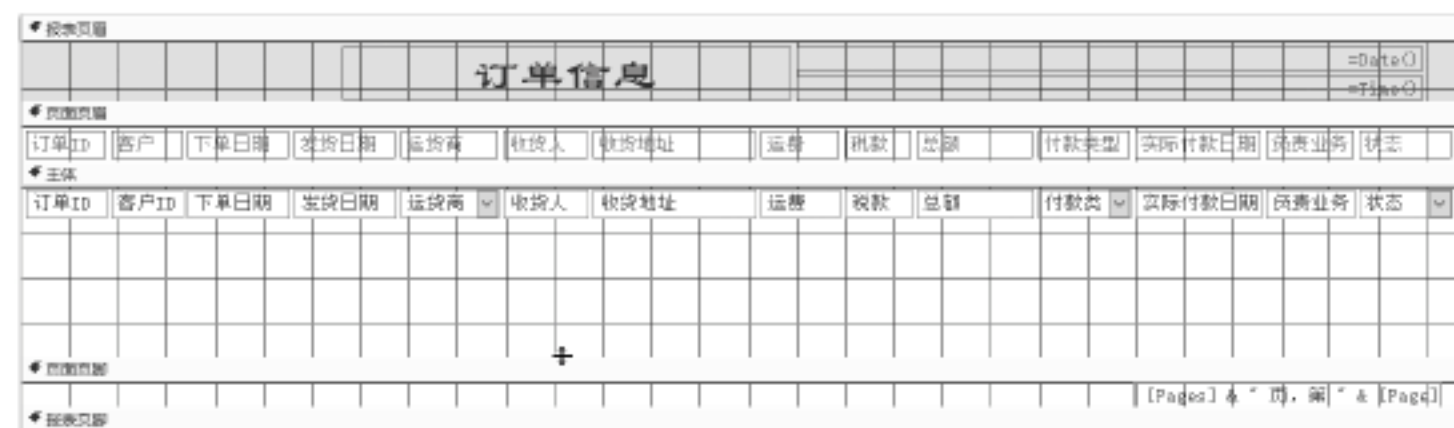 报表页眉
订单信息
=Date()
=Time()
页面页眉
订单ID 客户 下单日期 发货日期 运货商 收货人 收货地址 运费 税款 总额 付款类型 实际付款日期 负责业务 状态
主体
订单ID 客户ID 下单日期 发货日期 运货商 收货人 收货地址 运费 税款 总额 付款类 实际付款日期 负责业务 状态
页面页脚
[Pages] & " 页, 第 " & [Page]
报表页脚